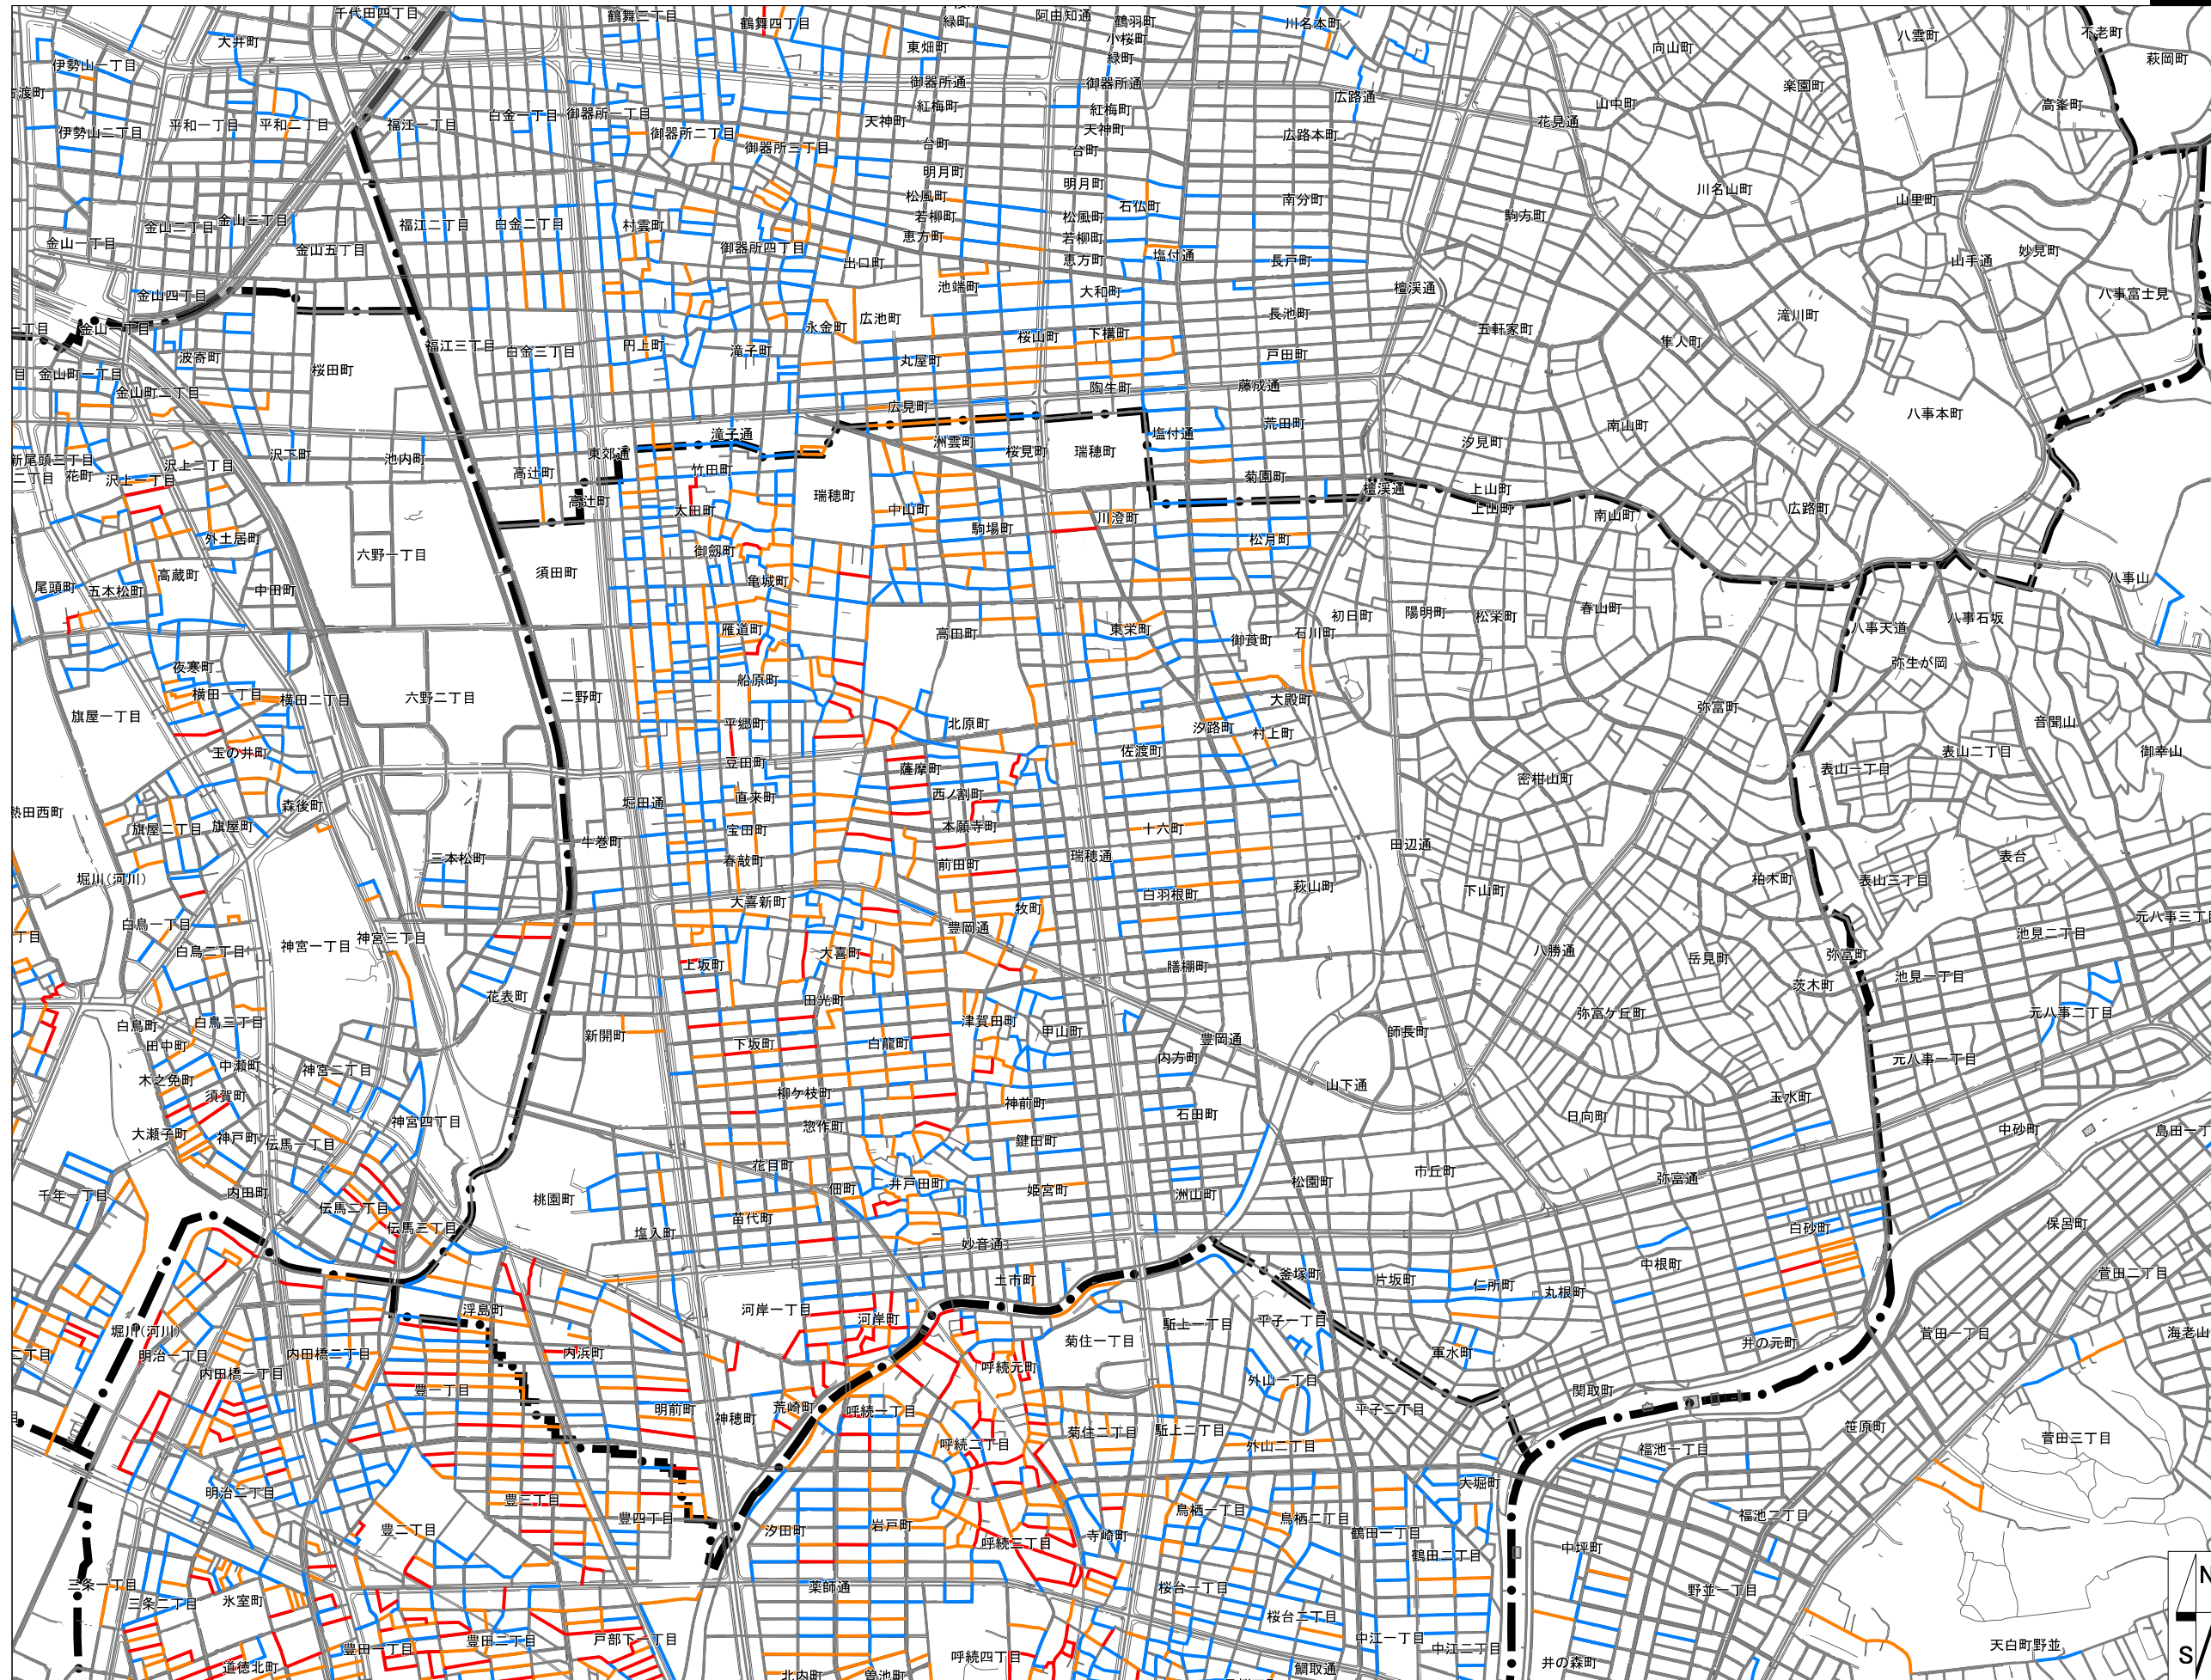 千代田四丁目
鶴舞三丁目
鶴舞四丁目
緑町
阿由知通
鶴羽町
川名本町
不老町
大井町
伊勢山一丁目
東畑町
小桜町
緑町
向山町
八雲町
萩岡町
御器所通
御器所通
広路通
楽園町
山中町
高峯町
伊勢山二丁目
平和一丁目
平和二丁目
福江一丁目
白金一丁目
御器所一丁目
御器所二丁目
御器所三丁目
紅梅町
天神町
台町
紅梅町
天神町
台町
広路本町
花見通
明月町
松風町
若柳町
恵方町
明月町
松風町
若柳町
恵方町
石仏町
塩付通
南分町
長戸町
駒方町
川名山町
山里町
山手通
妙見町
八事富士見
金山一丁目
金山二丁目
金山三丁目
金山五丁目
福江二丁目
白金二丁目
村雲町
御器所四丁目
出口町
池端町
大和町
檀渓通
金山四丁目
金山一丁目
波寄町
金山町一丁目
金山町二丁目
桜田町
福江三丁目
白金三丁目
円上町
滝子町
永金町
広池町
丸屋町
桜山町
下構町
長池町
戸田町
五軒家町
隼人町
滝川町
陶生町
藤成通
広見町
八事本町
新尾頭三丁目
花町
沢上一丁目
沢上二丁目
沢下町
池内町
高辻町
東郊通
滝子通
竹田町
洲雲町
桜見町
瑞穂町
塩付通
荒田町
汐見町
南山町
高辻町
太田町
瑞穂町
中山町
駒場町
川澄町
菊園町
檀渓通
上山町
上山町
南山町
広路町
外土居町
六野一丁目
御劔町
松月町
尾頭町
五本松町
高蔵町
中田町
須田町
亀城町
初日町
陽明町
松栄町
春山町
八事天道
八事石坂
八事山
雁道町
高田町
東栄町
御莨町
石川町
弥生が岡
夜寒町
横田一丁目
横田二丁目
六野二丁目
二野町
船原町
大殿町
旗屋一丁目
玉の井町
平郷町
北原町
佐渡町
汐路町
村上町
弥富町
音聞山
表山二丁目
御幸山
豆田町
薩摩町
密柑山町
表山一丁目
熱田西町
森後町
旗屋二丁目
旗屋町
堀田通
直来町
西ノ割町
宝田町
本願寺町
十六町
牛巻町
三本松町
春敲町
前田町
瑞穂通
田辺通
表台
堀川(河川)
大喜新町
白羽根町
萩山町
下山町
柏木町
表山三丁目
白鳥一丁目
白鳥二丁目
神宮一丁目
神宮三丁目
牧町
豊岡通
元八事三丁目
池見二丁目
上坂町
大喜町
膳棚町
八勝通
岳見町
弥富町
茨木町
池見一丁目
花表町
田光町
白鳥町
白鳥三丁目
田中町
新開町
下坂町
白龍町
津賀田町
甲山町
豊岡通
師長町
弥富ケ丘町
元八事二丁目
中瀬町
木之免町
神宮二丁目
内方町
元八事一丁目
須賀町
柳ケ枝町
神前町
石田町
山下通
日向町
玉水町
大瀬子町
神戸町
伝馬一丁目
神宮四丁目
惣作町
鍵田町
中砂町
花目町
市丘町
千年一丁目
内田町
伝馬二丁目
桃園町
佃町
井戸田町
姫宮町
洲山町
松園町
弥富通
伝馬三丁目
苗代町
塩入町
妙音通
白砂町
保呂町
中根町
土市町
釜塚町
片坂町
仁所町
丸根町
菅田二丁目
堀川(河川)
浮島町
河岸一丁目
河岸町
菊住一丁目
駈上一丁目
平子一丁目
菅田一丁目
井の元町
明治一丁目
内田橋二丁目
内田橋一丁目
内浜町
軍水町
豊一丁目
呼続元町
外山一丁目
関取町
明前町
神穂町
荒崎町
呼続一丁目
平子二丁目
笹原町
呼続二丁目
菊住二丁目
駈上二丁目
外山二丁目
福池一丁目
菅田三丁目
明治二丁目
豊三丁目
大堀町
豊二丁目
豊四丁目
汐田町
岩戸町
鳥栖一丁目
鳥栖二丁目
福池二丁目
呼続三丁目
寺崎町
鶴田一丁目
鶴田二丁目
中坪町
三条一丁目
三条二丁目
氷室町
薬師通
桜台一丁目
桜台二丁目
野並一丁目
豊田一丁目
豊田二丁目
戸部下一丁目
中江一丁目
中江二丁目
天白町野並
道徳北町
北内町
曽池町
呼続四丁目
鯛取通
井の森町
N
S